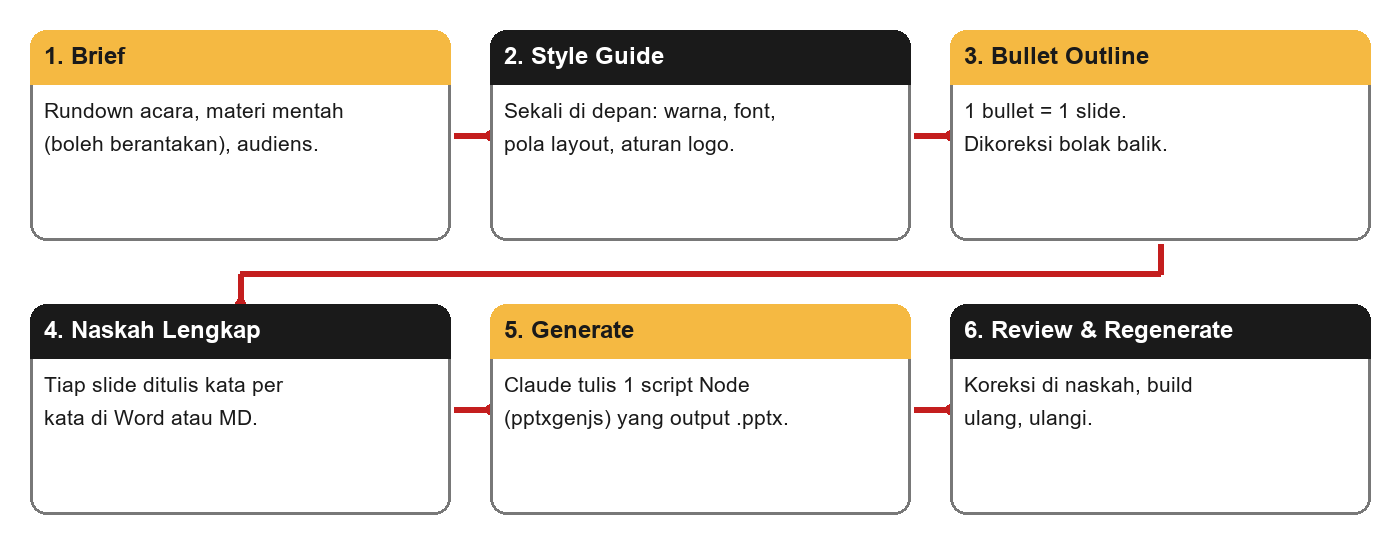 1. Brief
Rundown acara, materi mentah
(boleh berantakan), audiens.
2. Style Guide
Sekali di depan: warna, font,
pola layout, aturan logo.
3. Bullet Outline
1 bullet = 1 slide.
Dikoreksi bolak balik.
4. Naskah Lengkap
Tiap slide ditulis kata per
kata di Word atau MD.
5. Generate
Claude tulis 1 script Node
(pptxgenjs) yang output .pptx.
6. Review & Regenerate
Koreksi di naskah, build
ulang, ulangi.